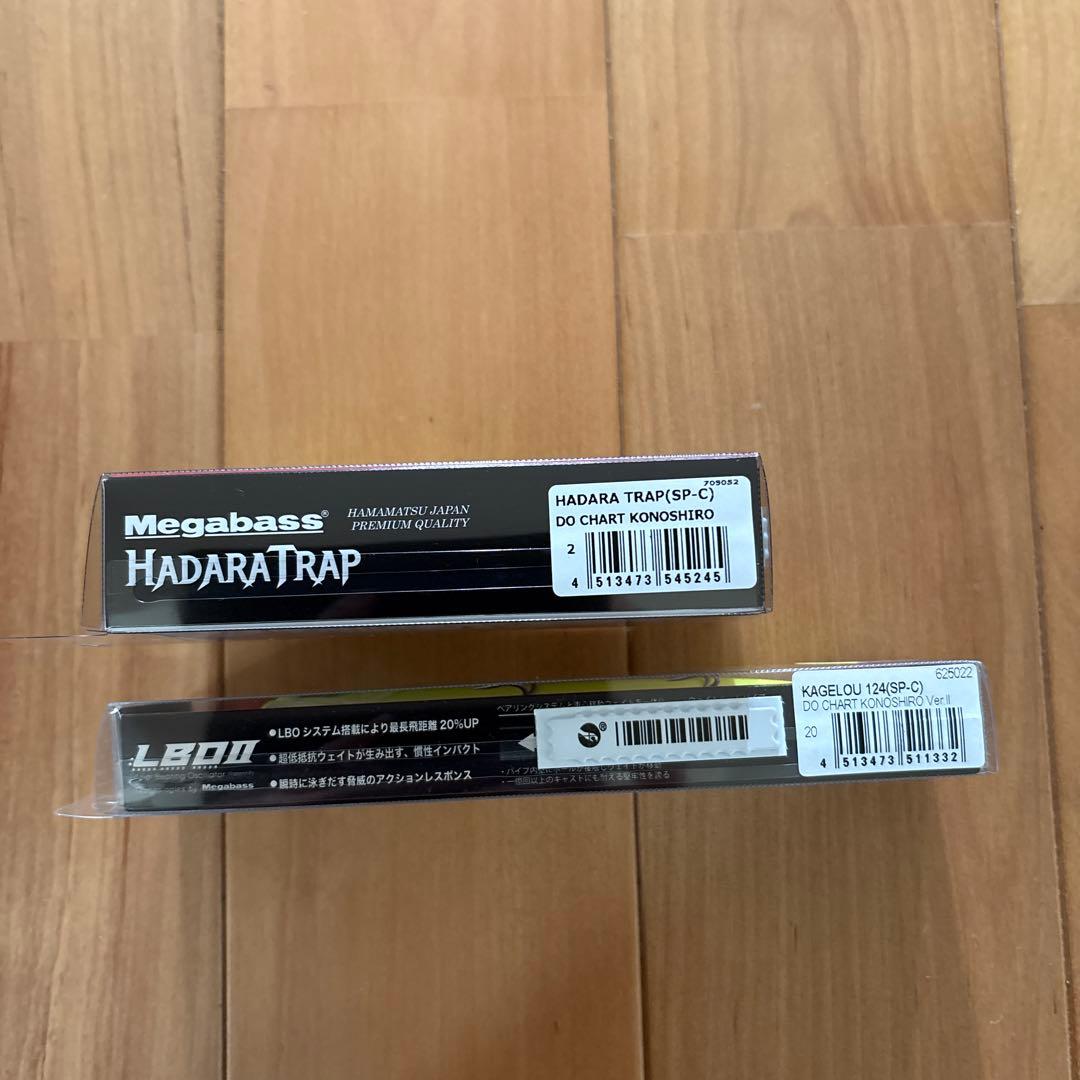 Megabass®
HAMAMATSU JAPAN
PREMIUM QUALITY
HADARATRAP
709052
HADARA TRAP(SP-C)
DO CHART KONOSHIRO
2
4 513473 545245
LBOII
Bearing Oscillator
by Megabass
●LBOシステム搭載により最長飛距離20%UP
●超低抵抗ウェイトが生み出す、慣性インパクト
●瞬時に泳ぎだす脅威のアクションレスポンス
625022
KAGELOU 124(SP-C)
DO CHART KONOSHIRO Ver.II
20
4 513473 511332